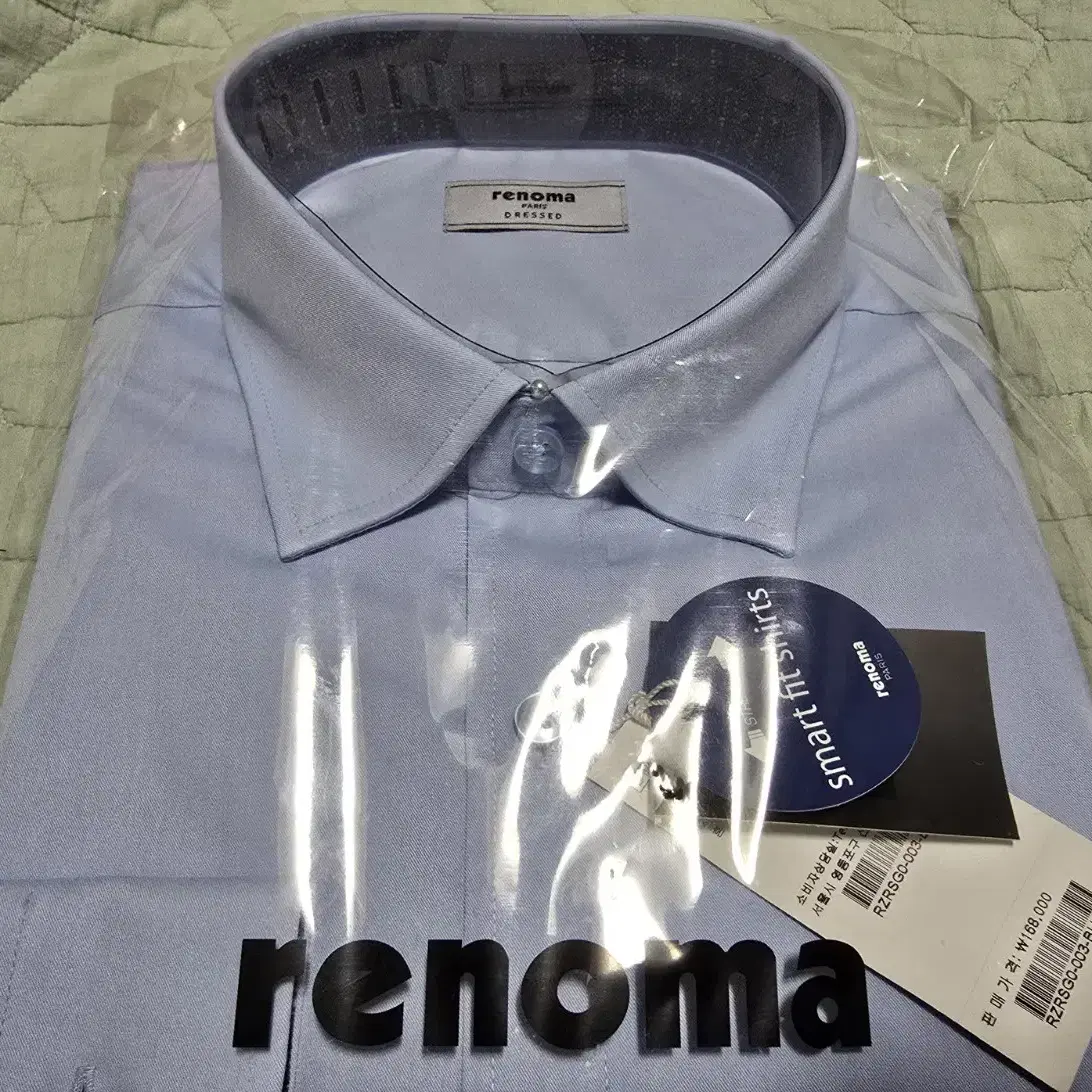 renoma
PARIS
DRESSED
smart fit shirts
renoma
PARIS
RZRSG0-003-
판 매 가 격: ₩168,000
RZRSG0-003-
renoma